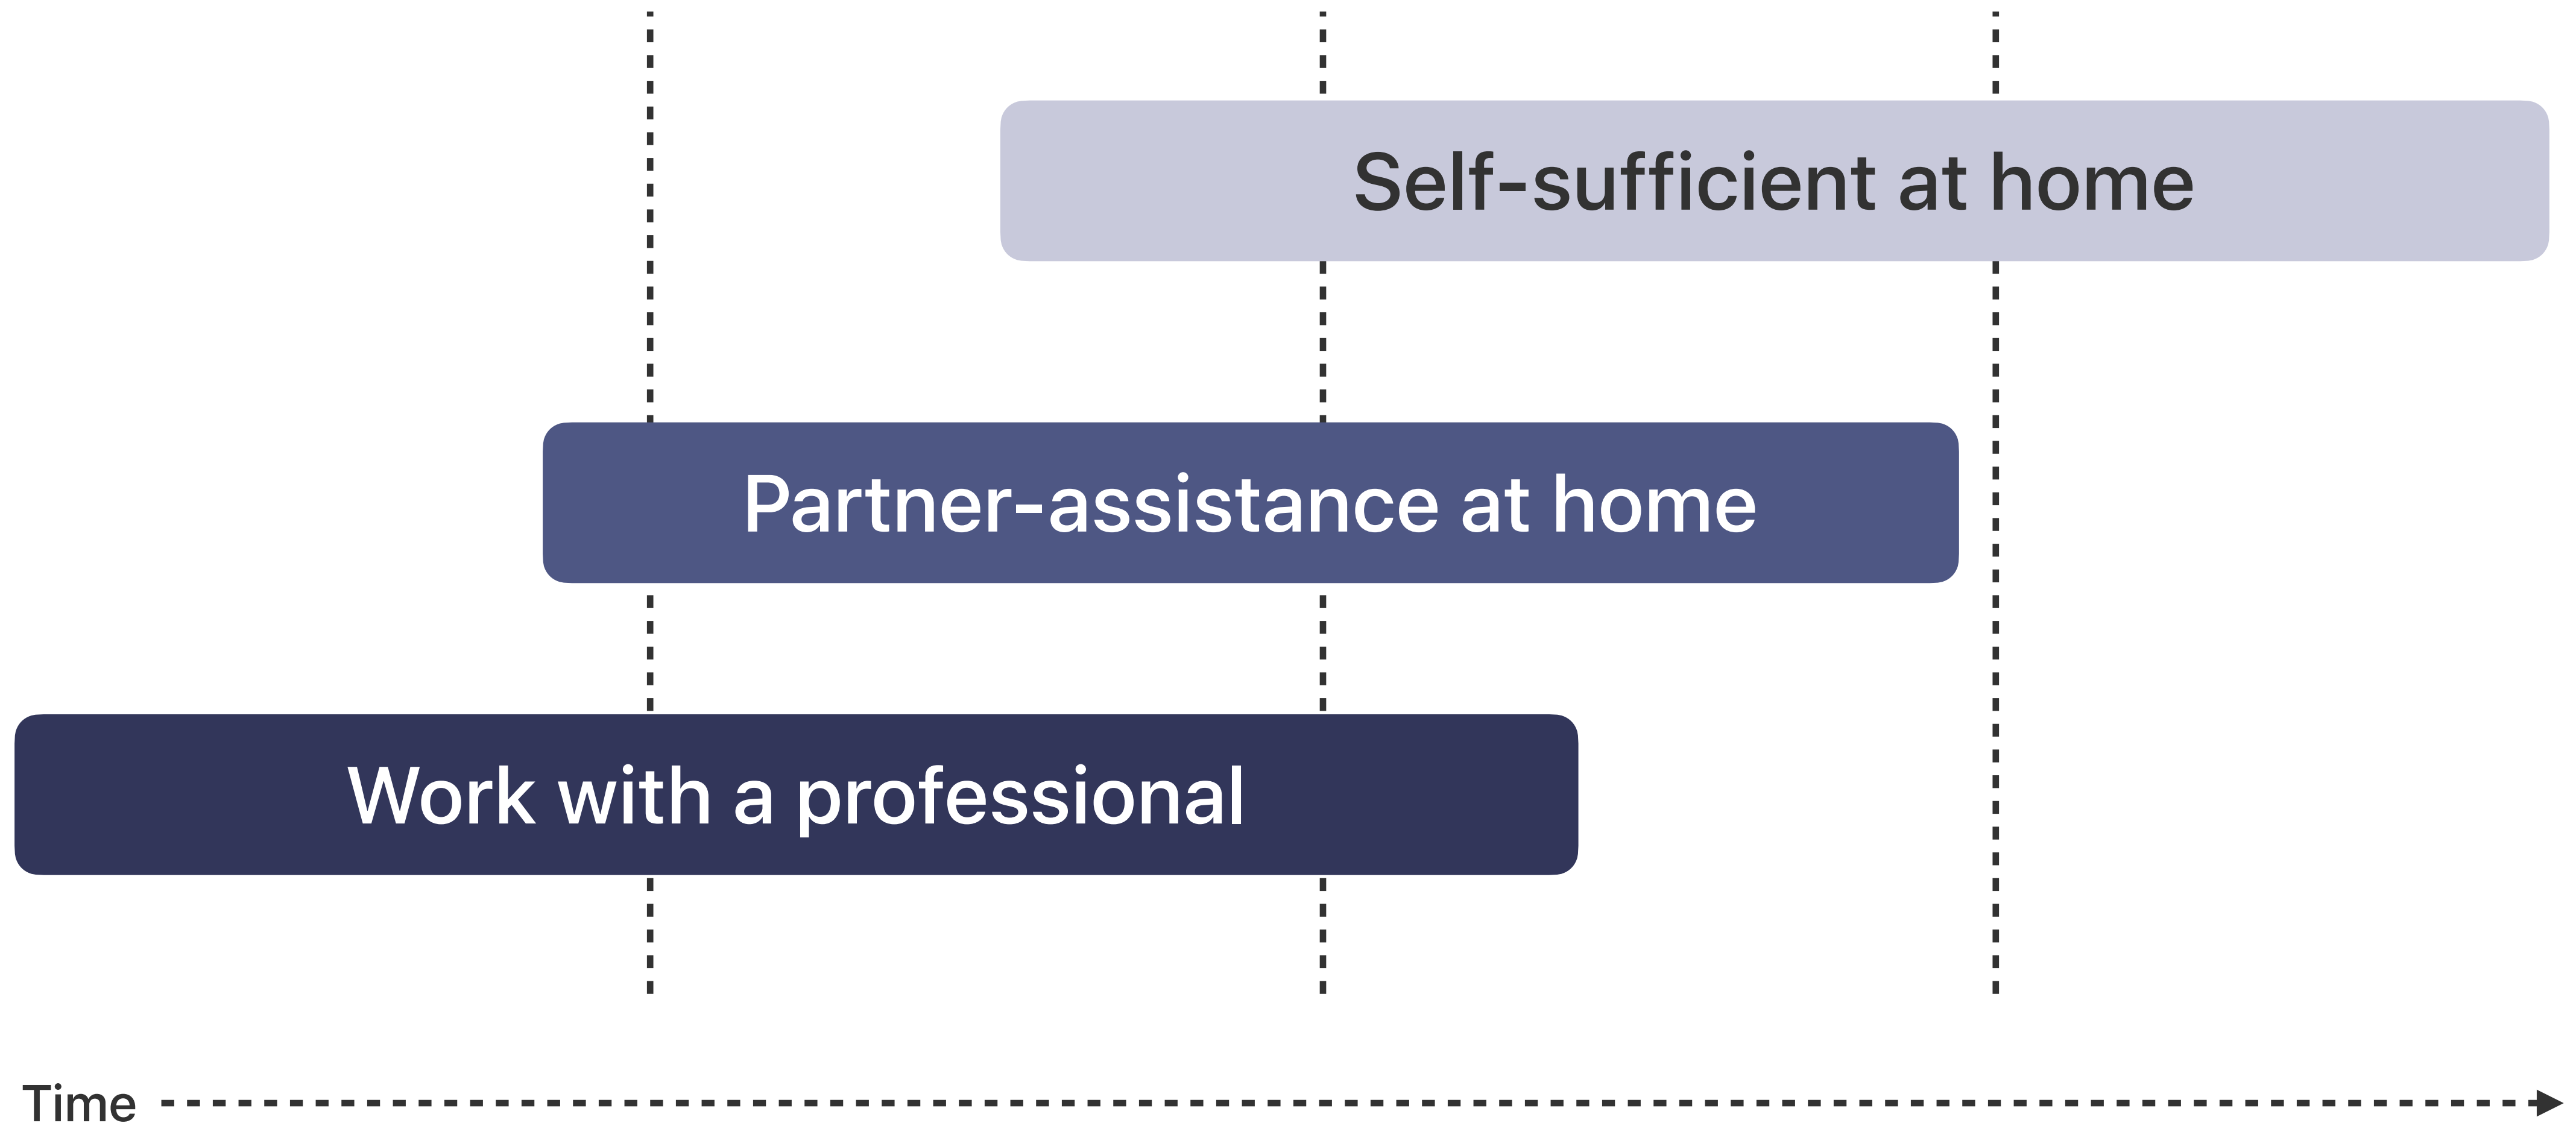 Self-sufficient at home
Partner-assistance at home
Work with a professional
Time